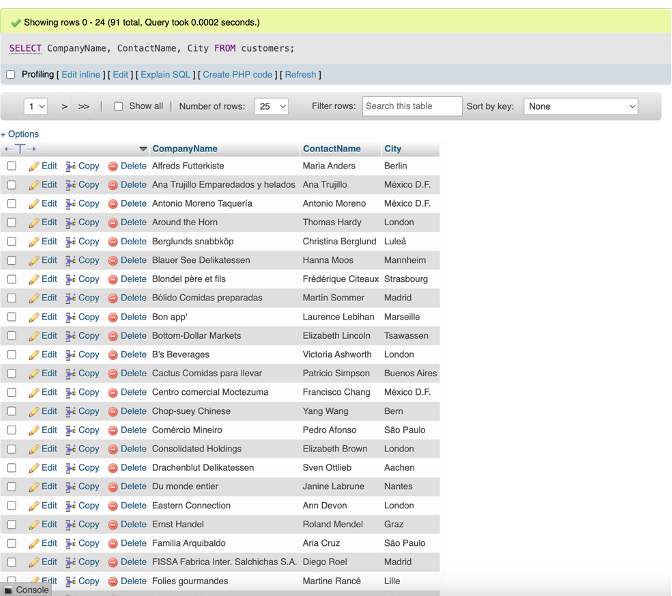 Showing rows 0 - 24 (91 total, Query took 0.0002 seconds.)
SELECT CompanyName, ContactName, City FROM customers;
Profiling [ Edit inline ] [ Edit ] [ Explain SQL ] [ Create PHP code ] [ Refresh ]
1 > >> | Show all | Number of rows: 25 Filter rows: Search this table Sort by key: None
+ Options
←T→ CompanyName ContactName City
Edit Copy Delete Alfreds Futterkiste Maria Anders Berlin
Edit Copy Delete Ana Trujillo Emparedados y helados Ana Trujillo México D.F.
Edit Copy Delete Antonio Moreno Taquería Antonio Moreno México D.F.
Edit Copy Delete Around the Horn Thomas Hardy London
Edit Copy Delete Berglunds snabbköp Christina Berglund Luleå
Edit Copy Delete Blauer See Delikatessen Hanna Moos Mannheim
Edit Copy Delete Blondel père et fils Frédérique Citeaux Strasbourg
Edit Copy Delete Bólido Comidas preparadas Martín Sommer Madrid
Edit Copy Delete Bon app' Laurence Lebihan Marseille
Edit Copy Delete Bottom-Dollar Markets Elizabeth Lincoln Tsawassen
Edit Copy Delete B's Beverages Victoria Ashworth London
Edit Copy Delete Cactus Comidas para llevar Patricio Simpson Buenos Aires
Edit Copy Delete Centro comercial Moctezuma Francisco Chang México D.F.
Edit Copy Delete Chop-suey Chinese Yang Wang Bern
Edit Copy Delete Comércio Mineiro Pedro Afonso São Paulo
Edit Copy Delete Consolidated Holdings Elizabeth Brown London
Edit Copy Delete Drachenblut Delikatessen Sven Ottlieb Aachen
Edit Copy Delete Du monde entier Janine Labrune Nantes
Edit Copy Delete Eastern Connection Ann Devon London
Edit Copy Delete Ernst Handel Roland Mendel Graz
Edit Copy Delete Familia Arquibaldo Aria Cruz São Paulo
Edit Copy Delete FISSA Fabrica Inter. Salchichas S.A. Diego Roel Madrid
Edit Copy Delete Folies gourmandes Martine Rancé Lille
Console